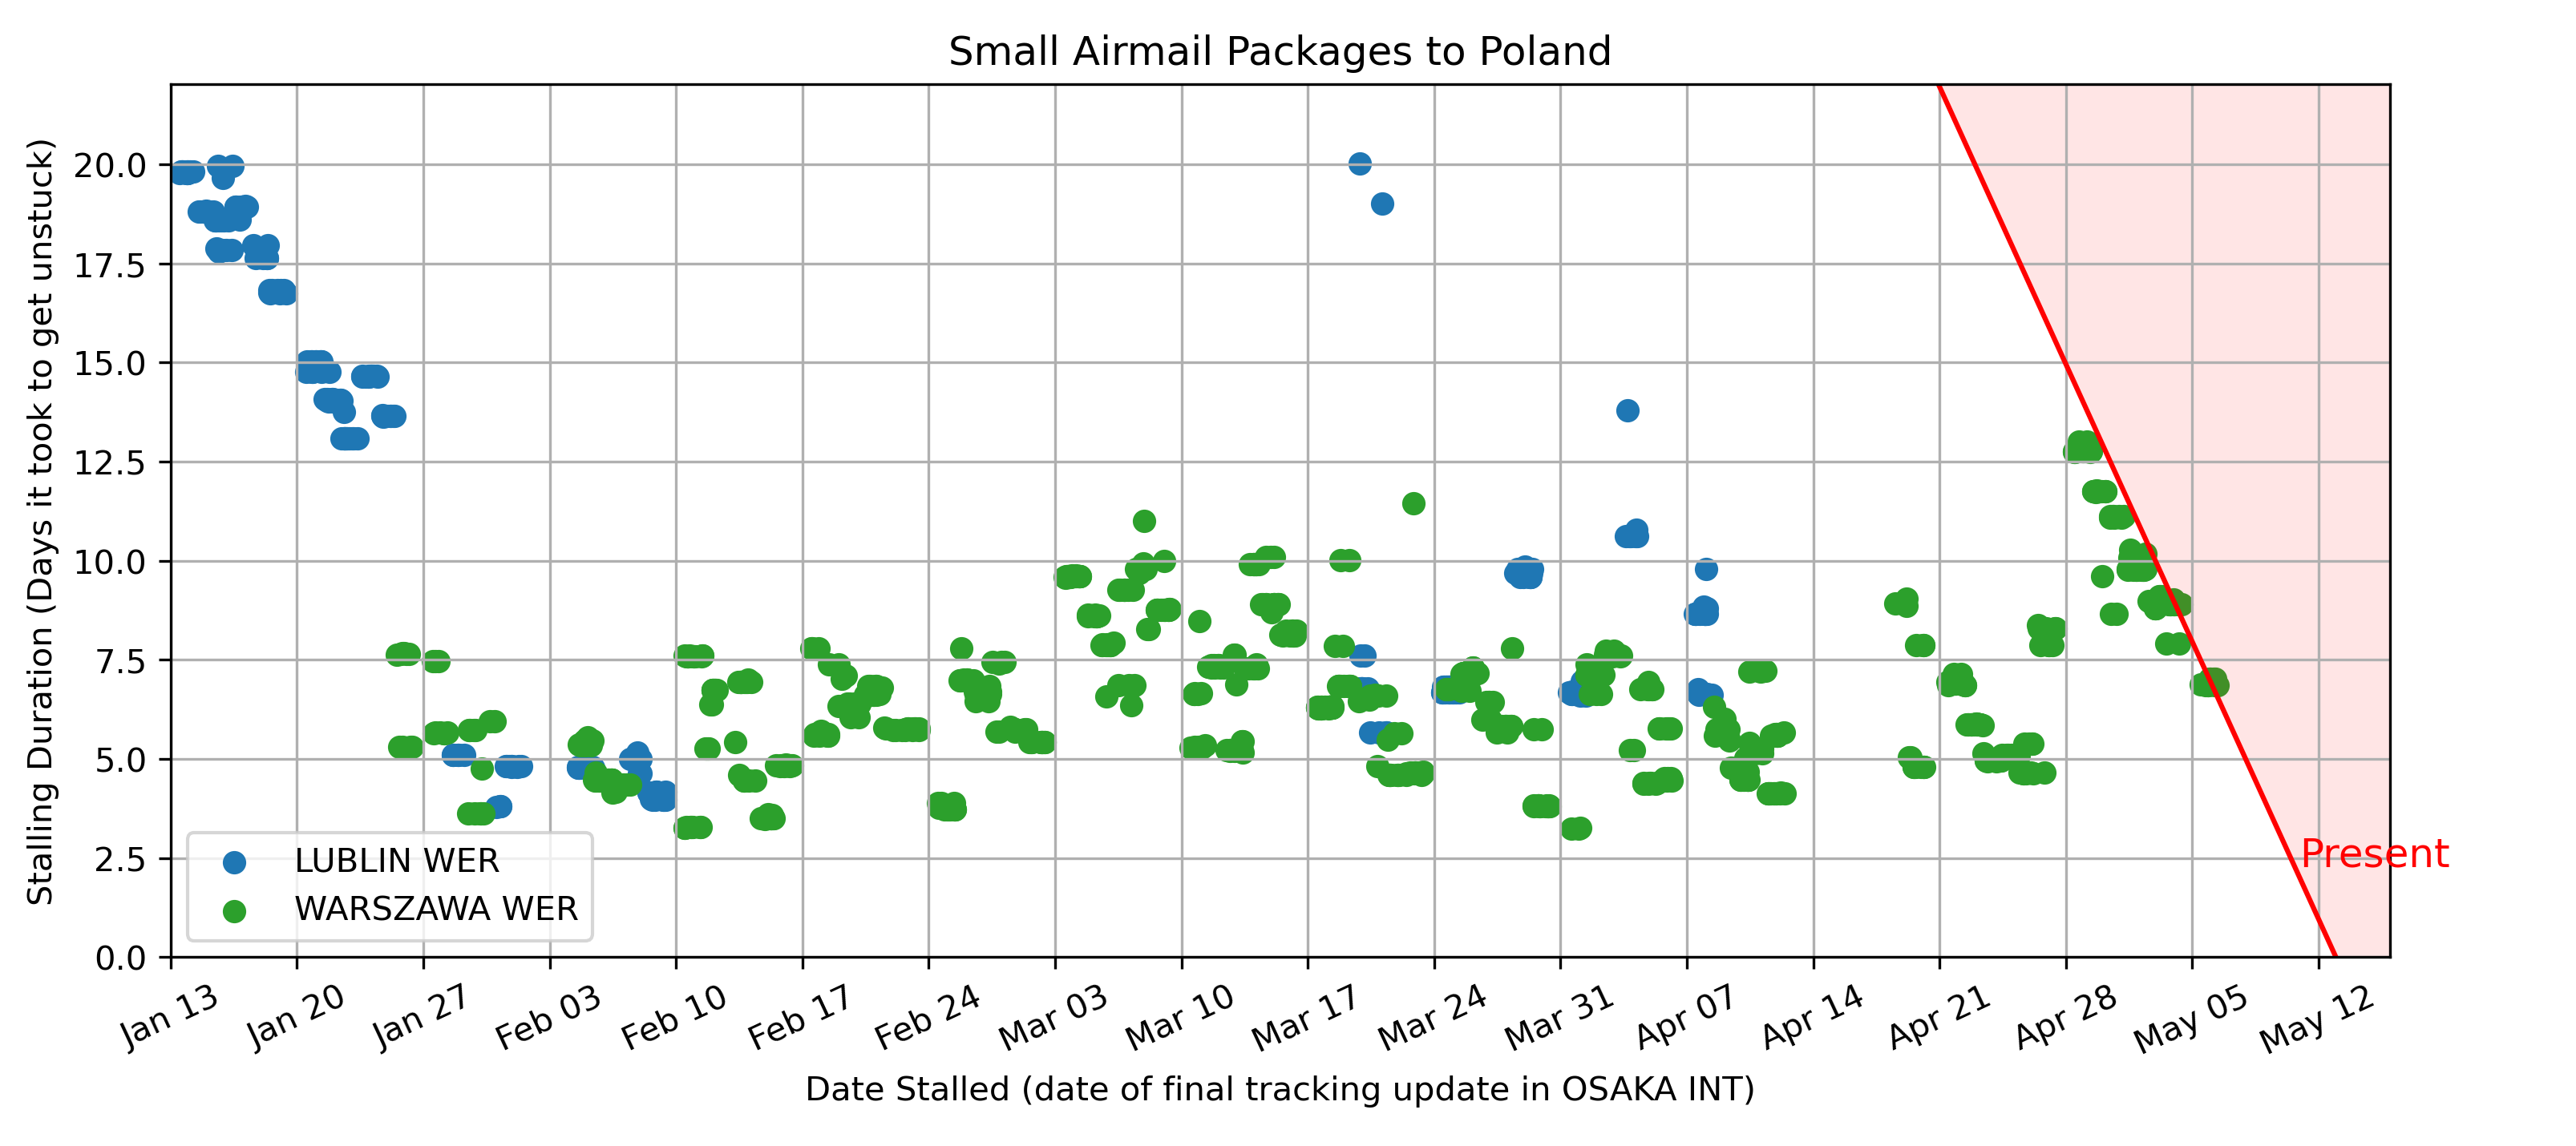 Small Airmail Packages to Poland
Stalling Duration (Days it took to get unstuck)
20.0
17.5
15.0
12.5
10.0
7.5
5.0
2.5
0.0
LUBLIN WER
WARSZAWA WER
Present
Jan 13
Jan 20
Jan 27
Feb 03
Feb 10
Feb 17
Feb 24
Mar 03
Mar 10
Mar 17
Mar 24
Mar 31
Apr 07
Apr 14
Apr 21
Apr 28
May 05
May 12
Date Stalled (date of final tracking update in OSAKA INT)